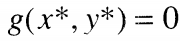 g(x*, y*) = 0